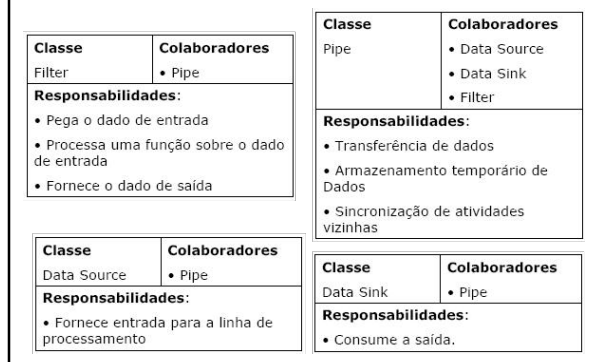 Classe
Colaboradores
Filter
• Pipe
Responsabilidades:
• Pega o dado de entrada
• Processa uma função sobre o dado
de entrada
• Fornece o dado de saída
Classe
Colaboradores
Pipe
• Data Source
• Data Sink
• Filter
Responsabilidades:
• Transferência de dados
• Armazenamento temporário de
Dados
• Sincronização de atividades
vizinhas
Classe
Colaboradores
Data Source
• Pipe
Responsabilidades:
• Fornece entrada para a linha de
processamento
Classe
Colaboradores
Data Sink
• Pipe
Responsabilidades:
• Consume a saída.